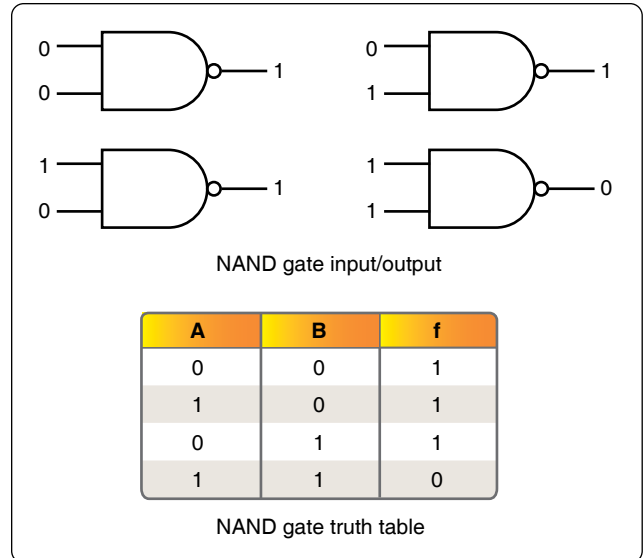 0 1
0
0 1
1
1 1
0
1 0
1
NAND gate input/output
A B f
0 0 1
1 0 1
0 1 1
1 1 0
NAND gate truth table